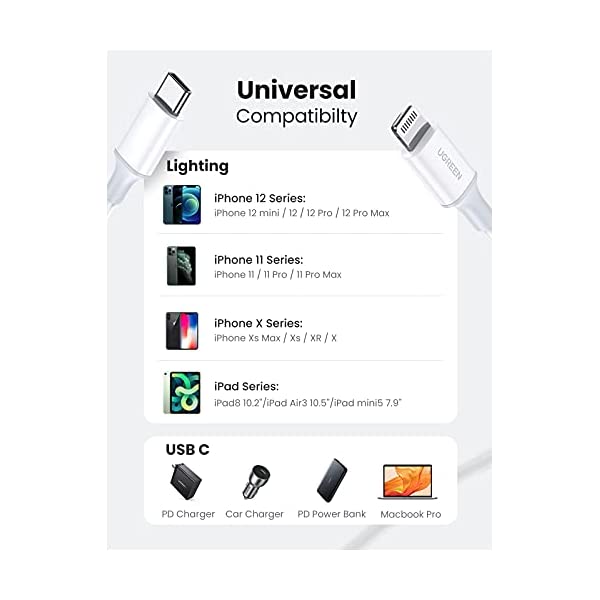 Universal
Compatibilty
UGREEN
Lighting
iPhone 12 Series:
iPhone 12 mini / 12 / 12 Pro / 12 Pro Max
iPhone 11 Series:
iPhone 11 / 11 Pro / 11 Pro Max
iPhone X Series:
iPhone Xs Max / Xs / XR / X
iPad Series:
iPad8 10.2"/iPad Air3 10.5"/iPad mini5 7.9"
USB C
PD Charger Car Charger PD Power Bank Macbook Pro